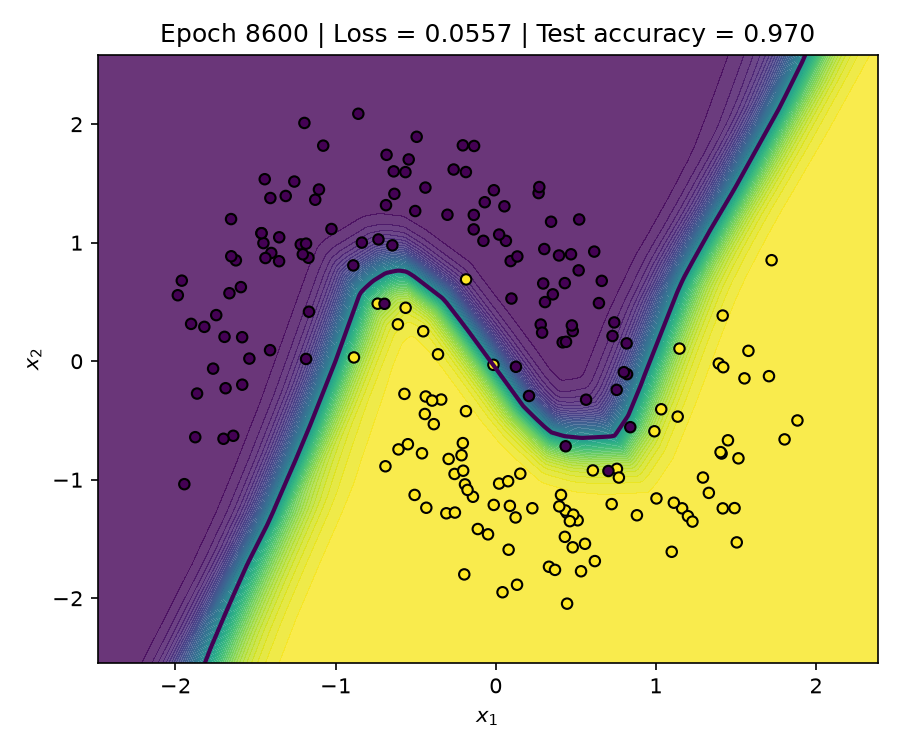 Epoch 8600 | Loss = 0.0557 | Test accuracy = 0.970
2
1
0
−1
−2
x₂
−2 −1 0 1 2
x₁